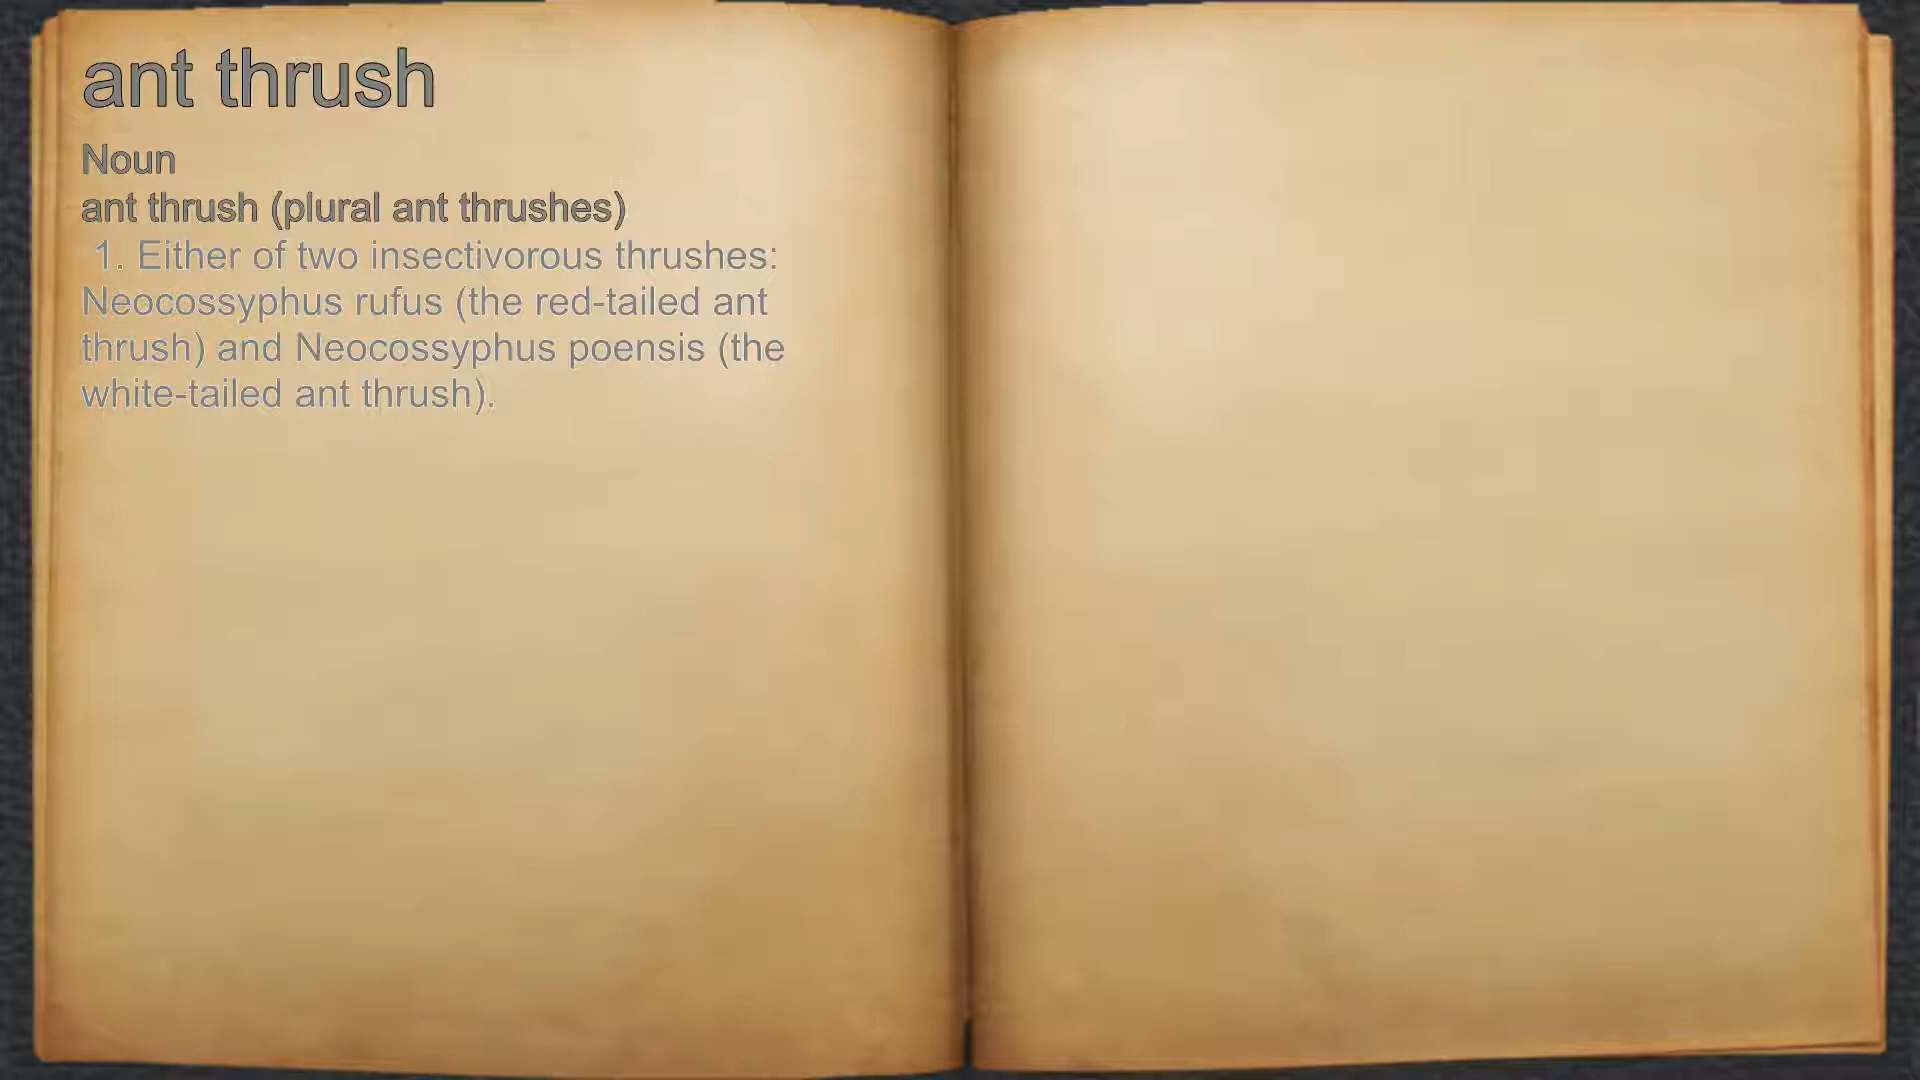 ant thrush
Noun
ant thrush (plural ant thrushes)
1. Either of two insectivorous thrushes:
Neocossyphus rufus (the red-tailed ant
thrush) and Neocossyphus poensis (the
white-tailed ant thrush).